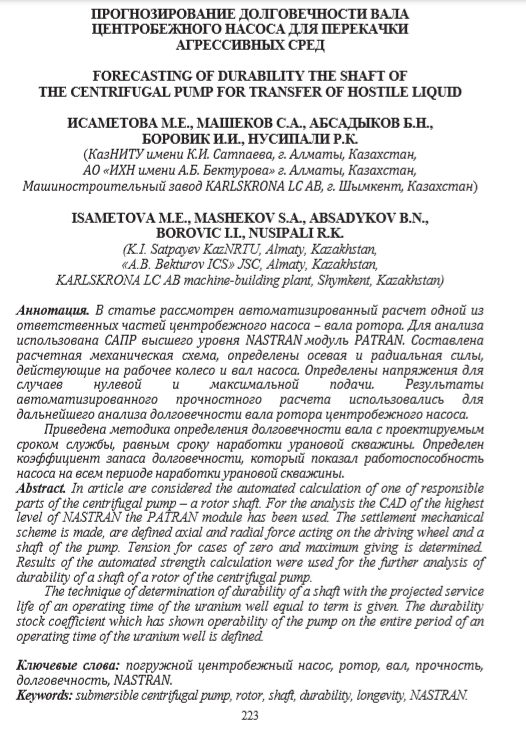 ПРОГНОЗИРОВАНИЕ ДОЛГОВЕЧНОСТИ ВАЛА
ЦЕНТРОБЕЖНОГО НАСОСА ДЛЯ ПЕРЕКАЧКИ
АГРЕССИВНЫХ СРЕД
FORECASTING OF DURABILITY THE SHAFT OF
THE CENTRIFUGAL PUMP FOR TRANSFER OF HOSTILE LIQUID
ИСАМЕТОВА М.Е., МАШЕКОВ С.А., АБСАДЫКОВ Б.Н.,
БОРОВИК И.И., НУСИПАЛИ Р.К.
(КазНИТУ имени К.И. Сатпаева, г. Алматы, Казахстан,
АО «ИХН имени А.Б. Бектурова» г. Алматы, Казахстан,
Машиностроительный завод KARLSKRONA LC AB, г. Шымкент, Казахстан)
ISAMETOVA M.E., MASHEKOV S.A., ABSADYKOV B.N.,
BOROVIC I.I., NUSIPALI R.K.
(K.I. Satpayev KazNRTU, Almaty, Kazakhstan,
«A.B. Bekturov ICS» JSC, Almaty, Kazakhstan,
KARLSKRONA LC AB machine-building plant, Shymkent, Kazakhstan)
Аннотация. В статье рассмотрен автоматизированный расчет одной из
ответственных частей центробежного насоса – вала ротора. Для анализа
использована САПР высшего уровня NASTRAN модуль PATRAN. Составлена
расчетная механическая схема, определены осевая и радиальная силы,
действующие на рабочее колесо и вал насоса. Определены напряжения для
случаев нулевой и максимальной подачи. Результаты
автоматизированного прочностного расчета использовались для
дальнейшего анализа долговечности вала ротора центробежного насоса.
Приведена методика определения долговечности вала с проектируемым
сроком службы, равным сроку наработки урановой скважины. Определен
коэффициент запаса долговечности, который показал работоспособность
насоса на всем периоде наработки урановой скважины.
Abstract. In article are considered the automated calculation of one of responsible
parts of the centrifugal pump – a rotor shaft. For the analysis the CAD of the highest
level of NASTRAN the PATRAN module has been used. The settlement mechanical
scheme is made, are defined axial and radial force acting on the driving wheel and a
shaft of the pump. Tension for cases of zero and maximum giving is determined.
Results of the automated strength calculation were used for the further analysis of
durability of a shaft of a rotor of the centrifugal pump.
The technique of determination of durability of a shaft with the projected service
life of an operating time of the uranium well equal to term is given. The durability
stock coefficient which has shown operability of the pump on the entire period of an
operating time of the uranium well is defined.
Ключевые слова: погружной центробежный насос, ротор, вал, прочность,
долговечность, NASTRAN.
Keywords: submersible centrifugal pump, rotor, shaft, durability, longevity, NASTRAN.
223